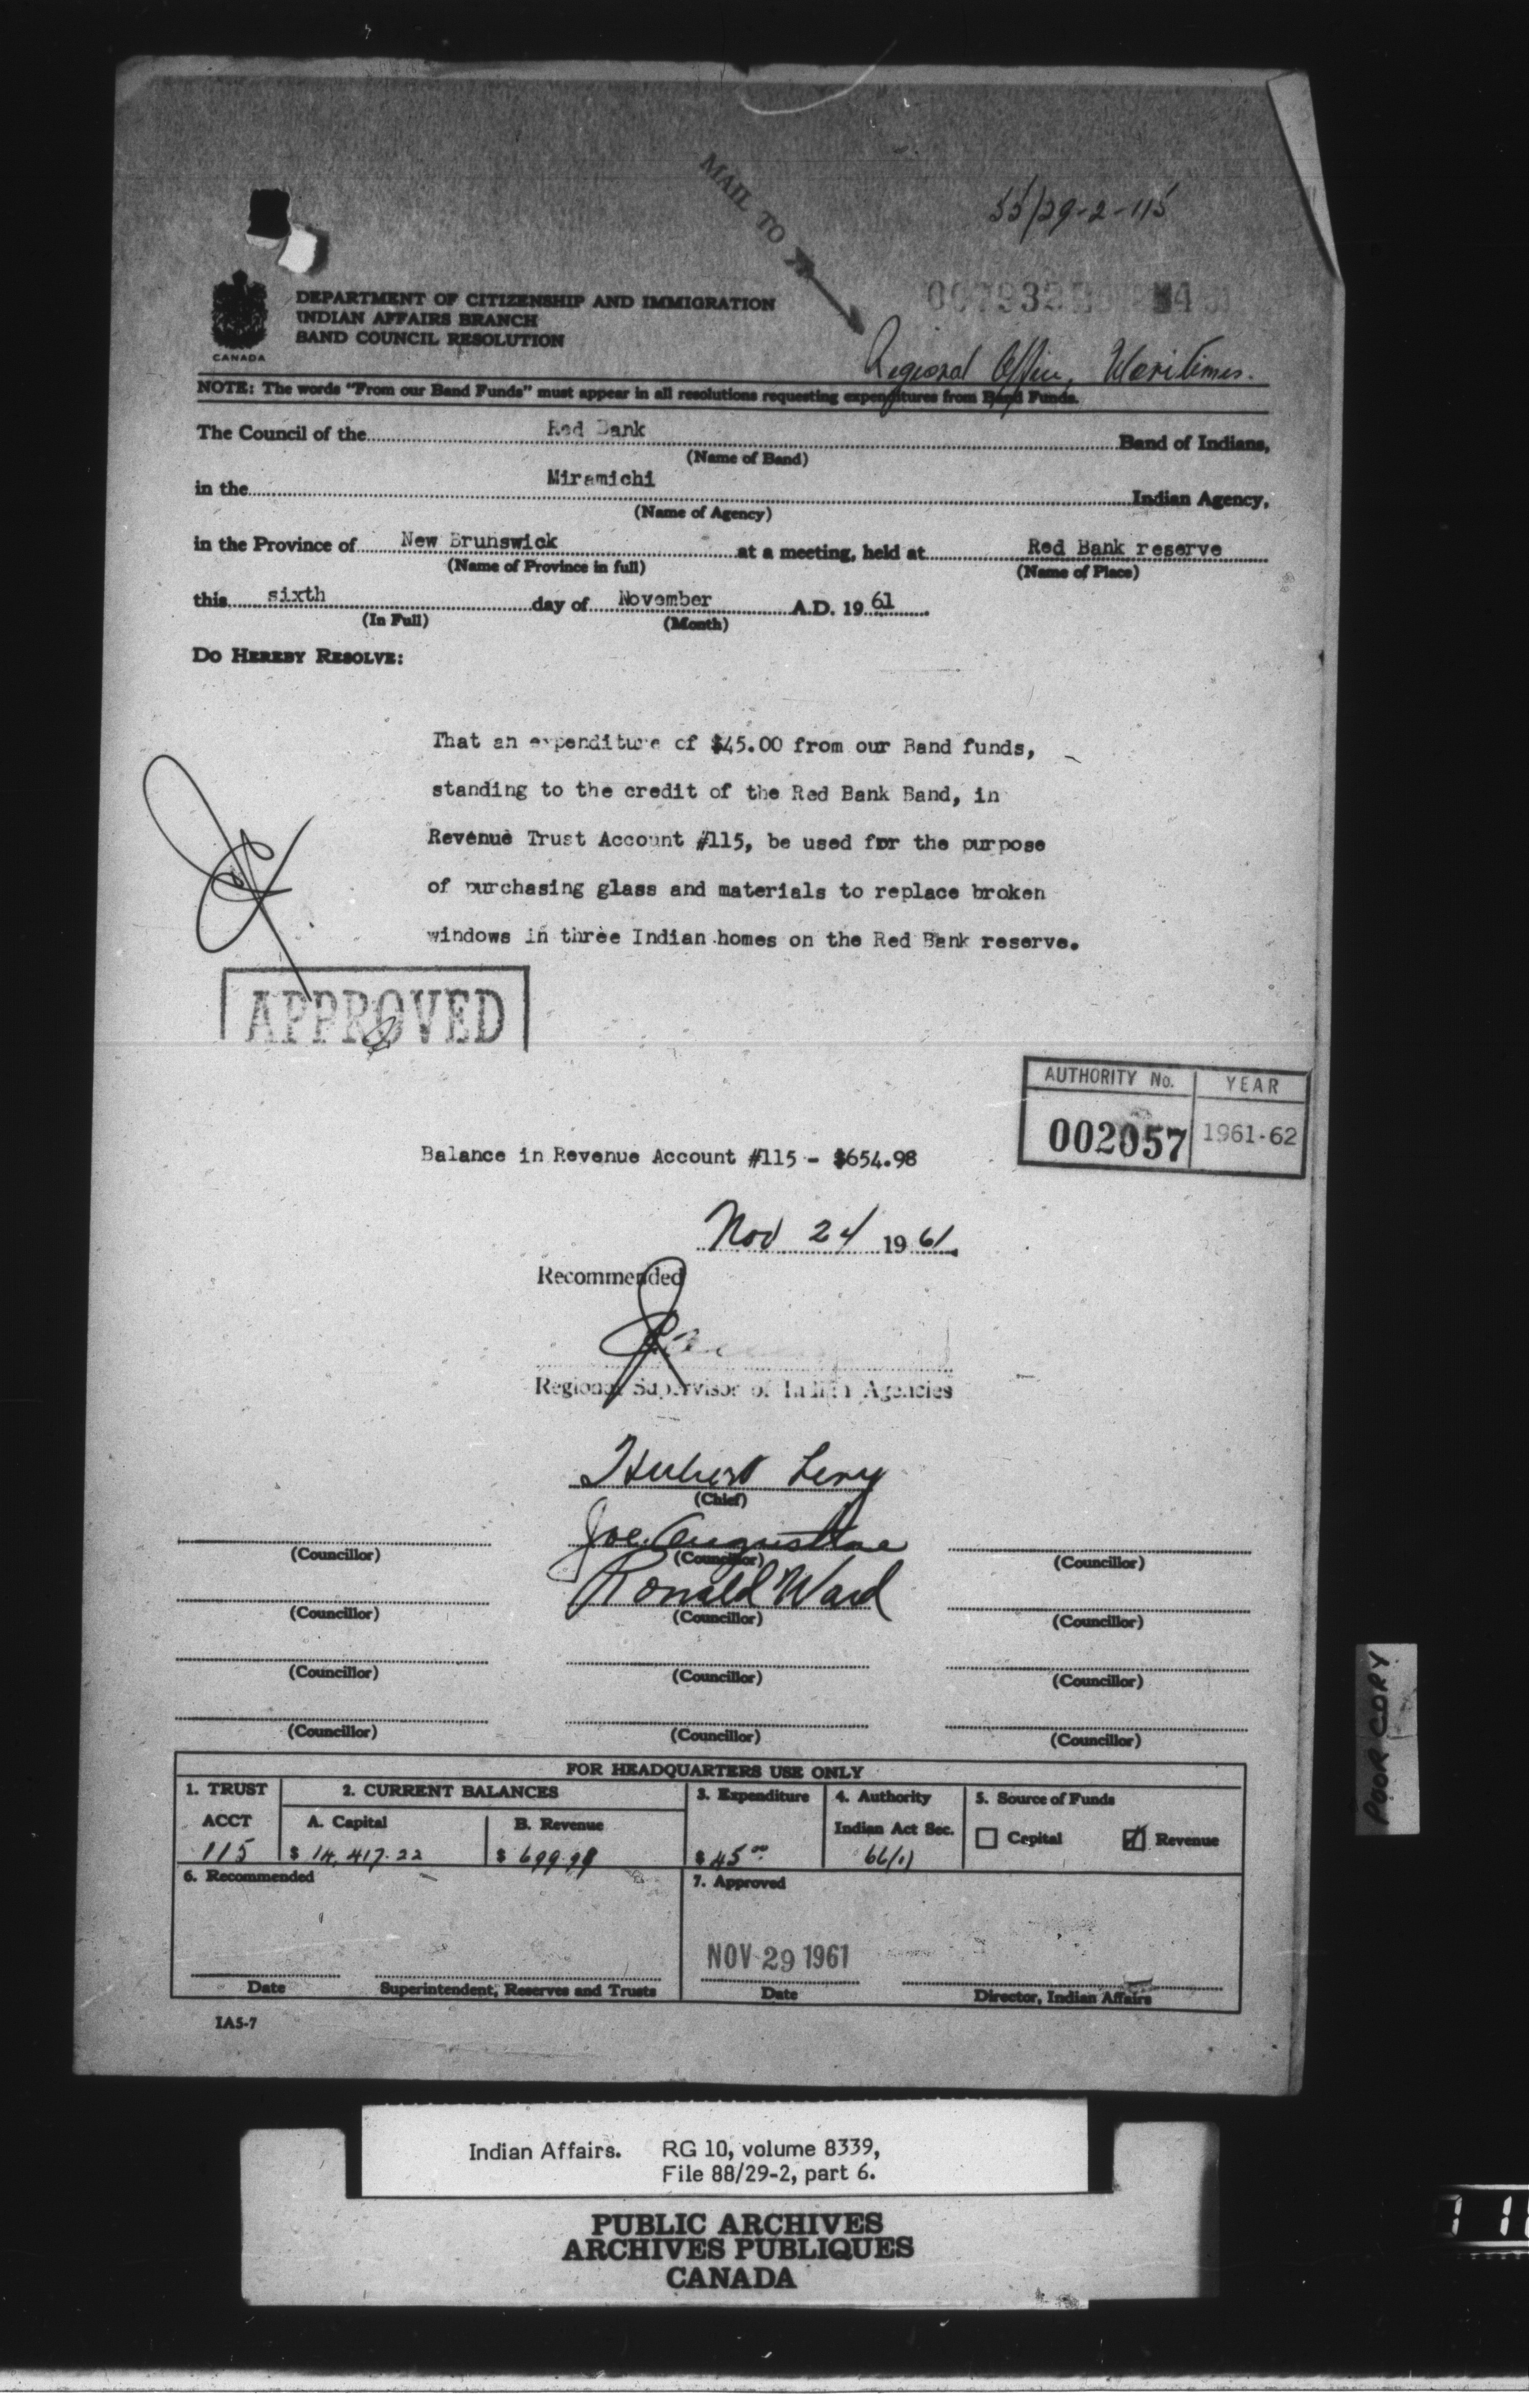 MAIL TO
55/29-2-115
DEPARTMENT OF CITIZENSHIP AND IMMIGRATION
INDIAN AFFAIRS BRANCH
BAND COUNCIL RESOLUTION
CANADA
Regional Office, Maritimes.
NOTE: The words "From our Band Funds" must appear in all resolutions requesting expenditures from Band Funds.
The Council of the Red Bank Band of Indians,
(Name of Band)
in the Miramichi Indian Agency,
(Name of Agency)
in the Province of New Brunswick at a meeting, held at Red Bank reserve
(Name of Province in full) (Name of Place)
this sixth day of November A.D. 19 61
(In Full) (Month)
DO HEREBY RESOLVE:
That an expenditure of $45.00 from our Band funds,
standing to the credit of the Red Bank Band, in
Revenue Trust Account #115, be used for the purpose
of purchasing glass and materials to replace broken
windows in three Indian homes on the Red Bank reserve.
APPROVED
AUTHORITY No. YEAR
002057 1961-62
Balance in Revenue Account #115 - $654.98
Nov 24 19 61
Recommended
Regional Supervisor of Indian Agencies
Hubert Levy
(Chief)
Joe Augustine
(Councillor) (Councillor) (Councillor)
Ronald Ward
(Councillor) (Councillor) (Councillor)
(Councillor) (Councillor) (Councillor)
(Councillor) (Councillor) (Councillor)
FOR HEADQUARTERS USE ONLY
1. TRUST 2. CURRENT BALANCES 3. Expenditure 4. Authority 5. Source of Funds
ACCT A. Capital B. Revenue Indian Act Sec. Capital Revenue
115 $ 14,417.22 $ 699.98 $ 45.00 66(1)
6. Recommended 7. Approved
NOV 29 1961
Date Superintendent, Reserves and Trusts Date Director, Indian Affairs
IA5-7
POOR COPY
Indian Affairs. RG 10, volume 8339,
File 88/29-2, part 6.
PUBLIC ARCHIVES
ARCHIVES PUBLIQUES
CANADA